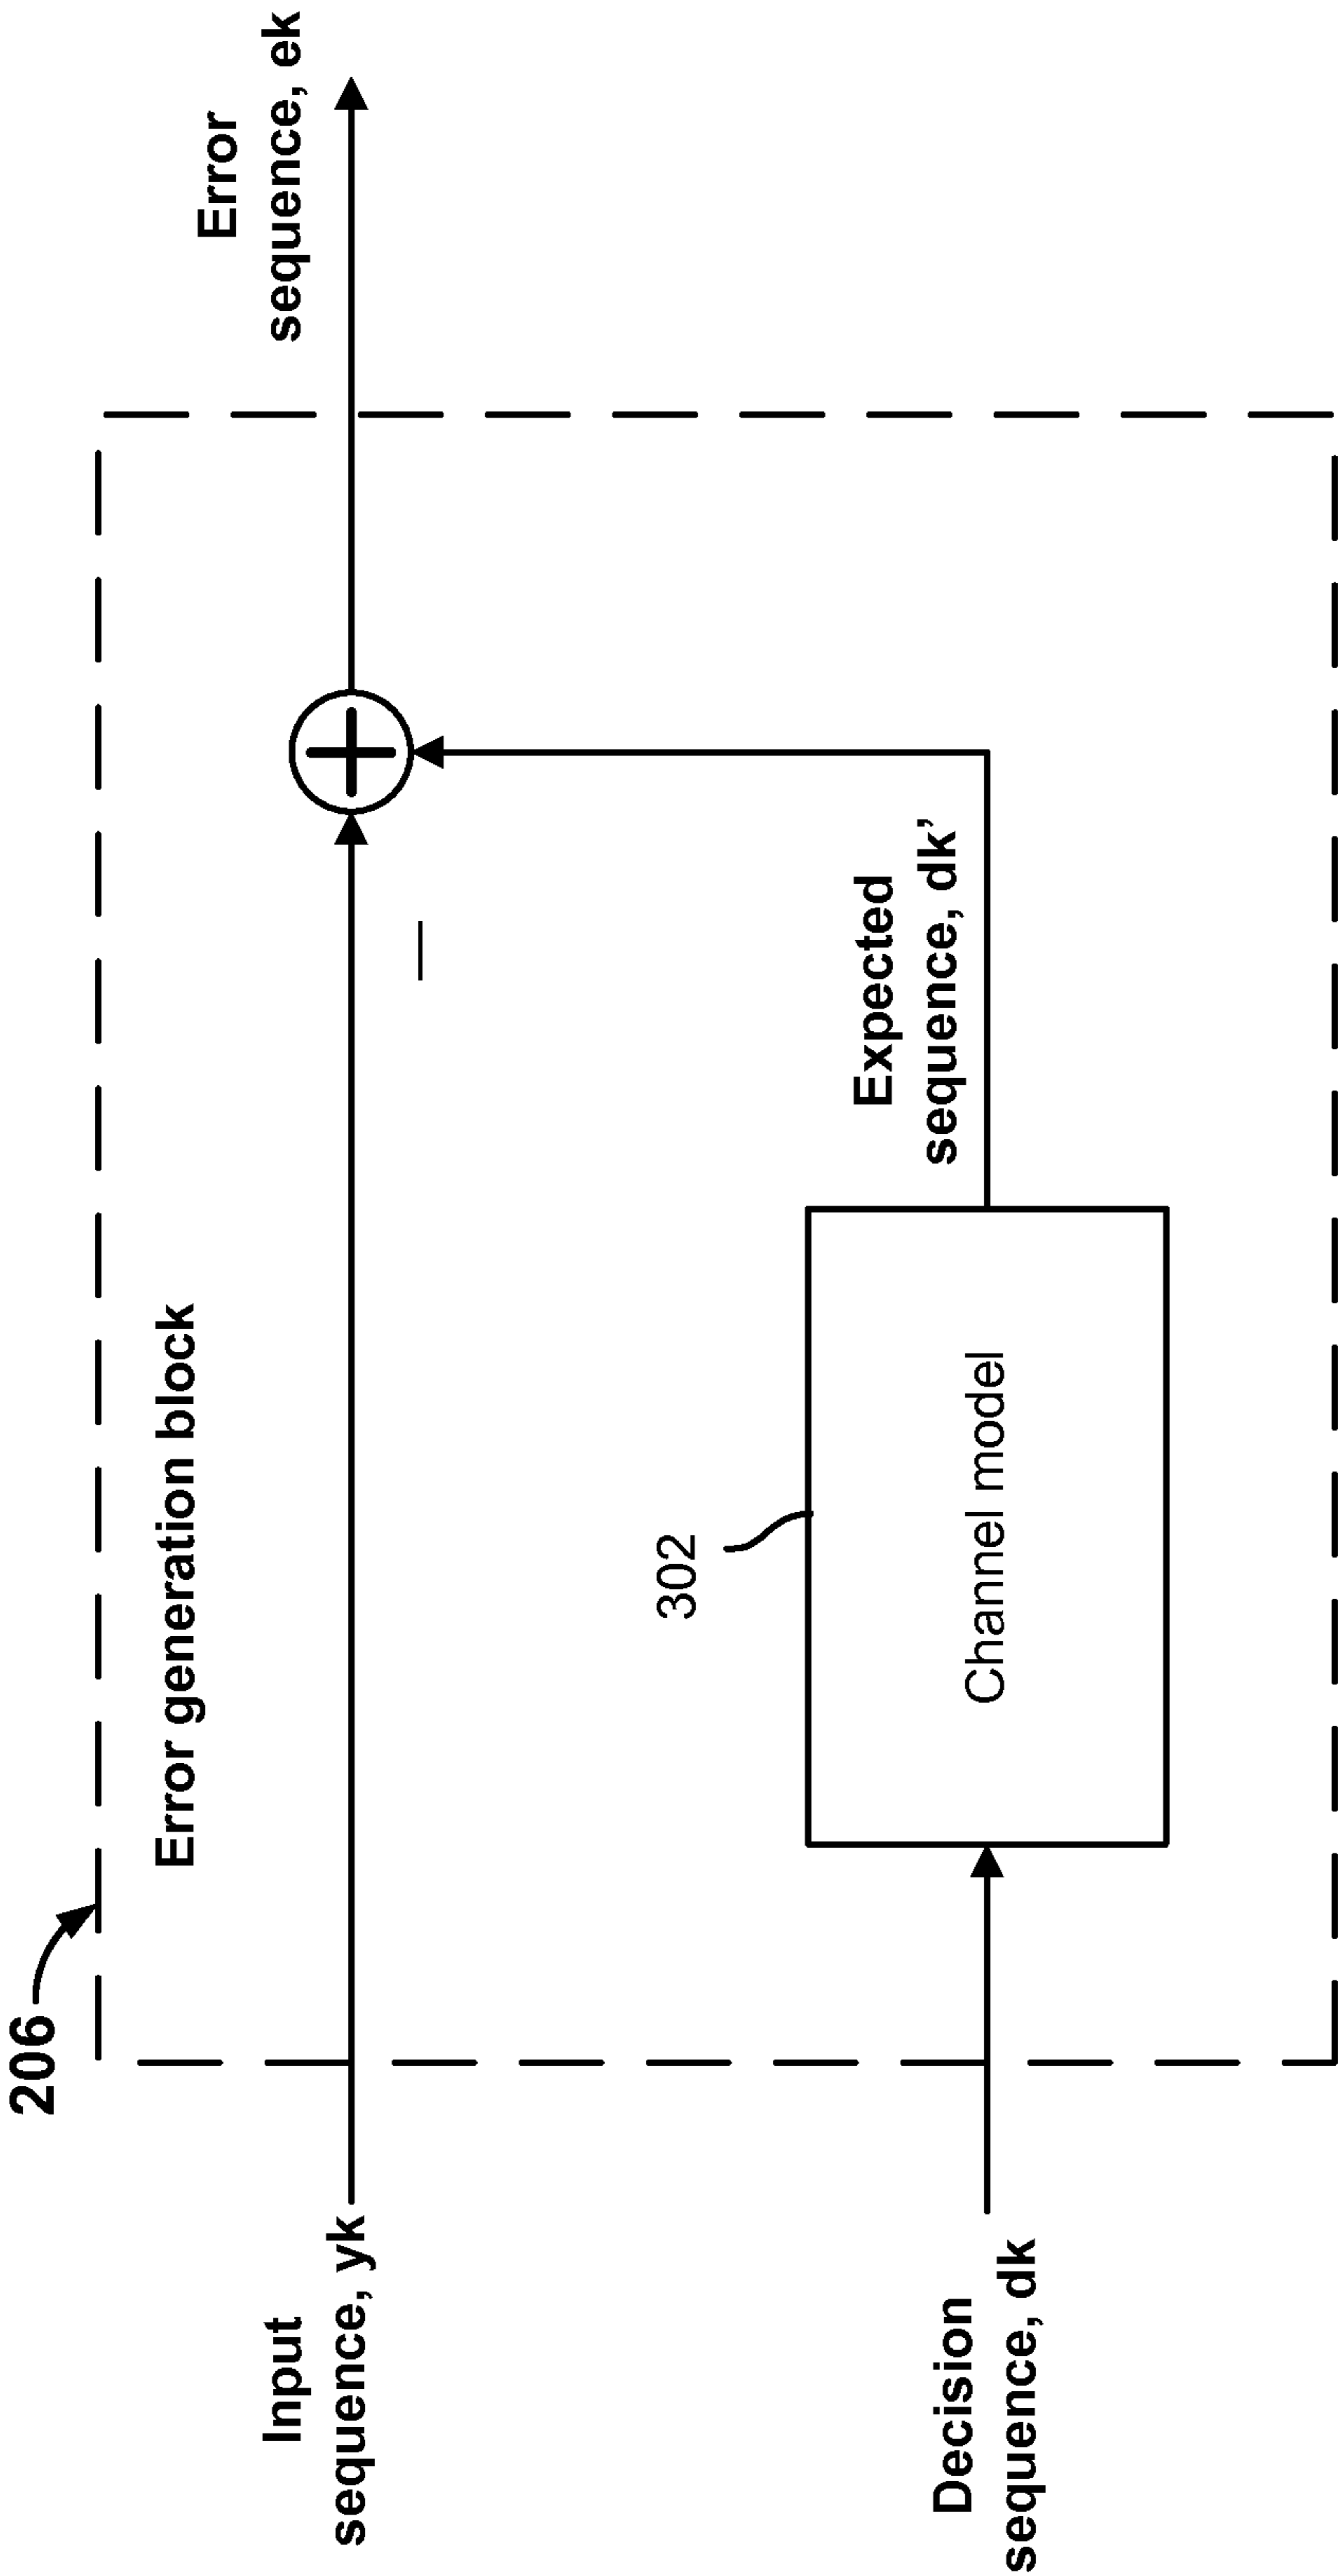 206
Error generation block
Input
sequence, yk
Error
sequence, ek
–
302
Channel model
Expected
sequence, dk’
Decision
sequence, dk